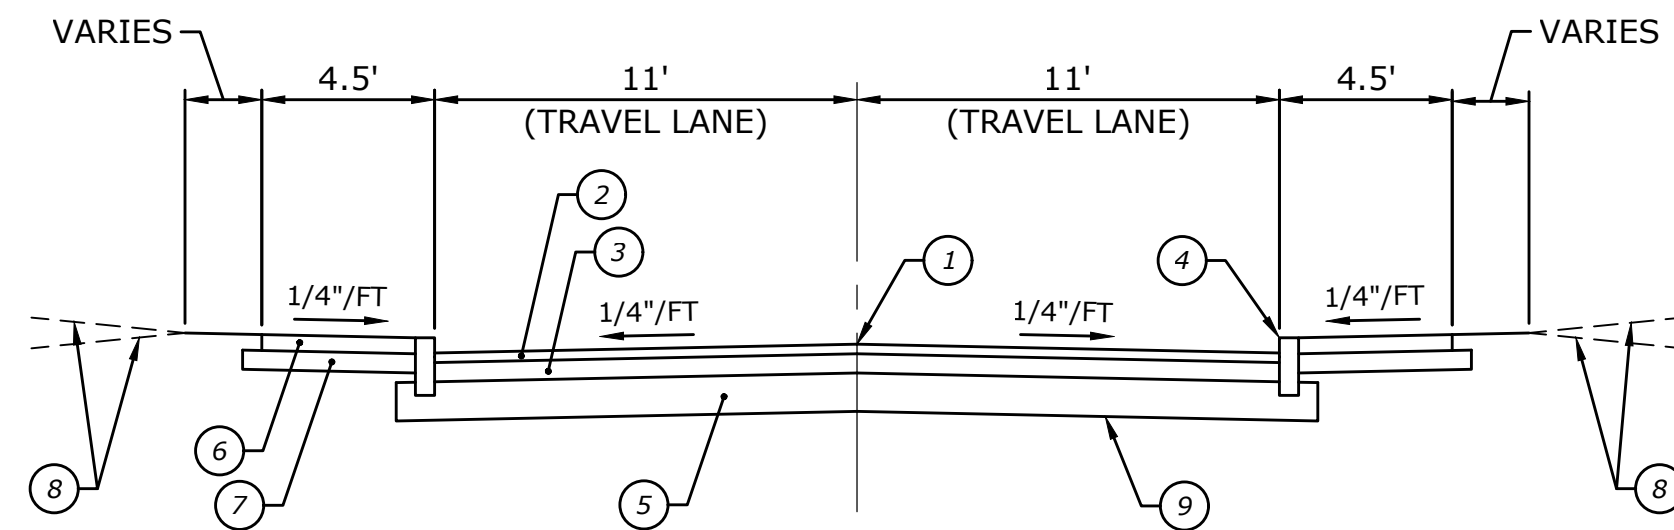 VARIES
VARIES
4.5'
11'
11'
4.5'
(TRAVEL LANE)
(TRAVEL LANE)
2
3
1
4
1/4"/FT
1/4"/FT
1/4"/FT
1/4"/FT
6
8
7
5
9
8